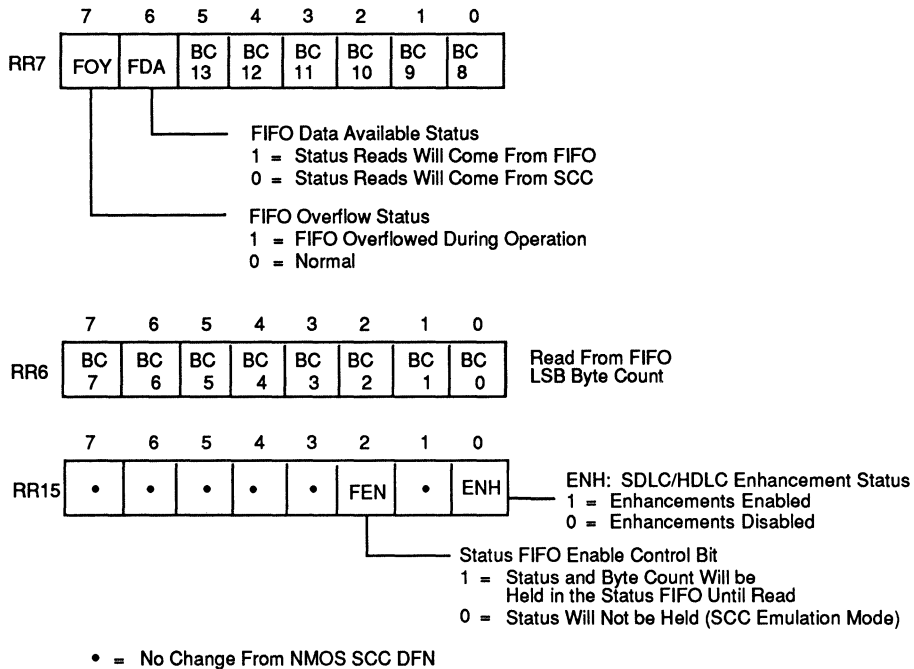 7 6 5 4 3 2 1 0
RR7 FOY FDA BC 13 BC 12 BC 11 BC 10 BC 9 BC 8
FIFO Data Available Status
1 = Status Reads Will Come From FIFO
0 = Status Reads Will Come From SCC
FIFO Overflow Status
1 = FIFO Overflowed During Operation
0 = Normal
7 6 5 4 3 2 1 0
RR6 BC 7 BC 6 BC 5 BC 4 BC 3 BC 2 BC 1 BC 0
Read From FIFO
LSB Byte Count
7 6 5 4 3 2 1 0
RR15 • • • • • FEN • ENH
ENH: SDLC/HDLC Enhancement Status
1 = Enhancements Enabled
0 = Enhancements Disabled
Status FIFO Enable Control Bit
1 = Status and Byte Count Will be
Held in the Status FIFO Until Read
0 = Status Will Not be Held (SCC Emulation Mode)
• = No Change From NMOS SCC DFN